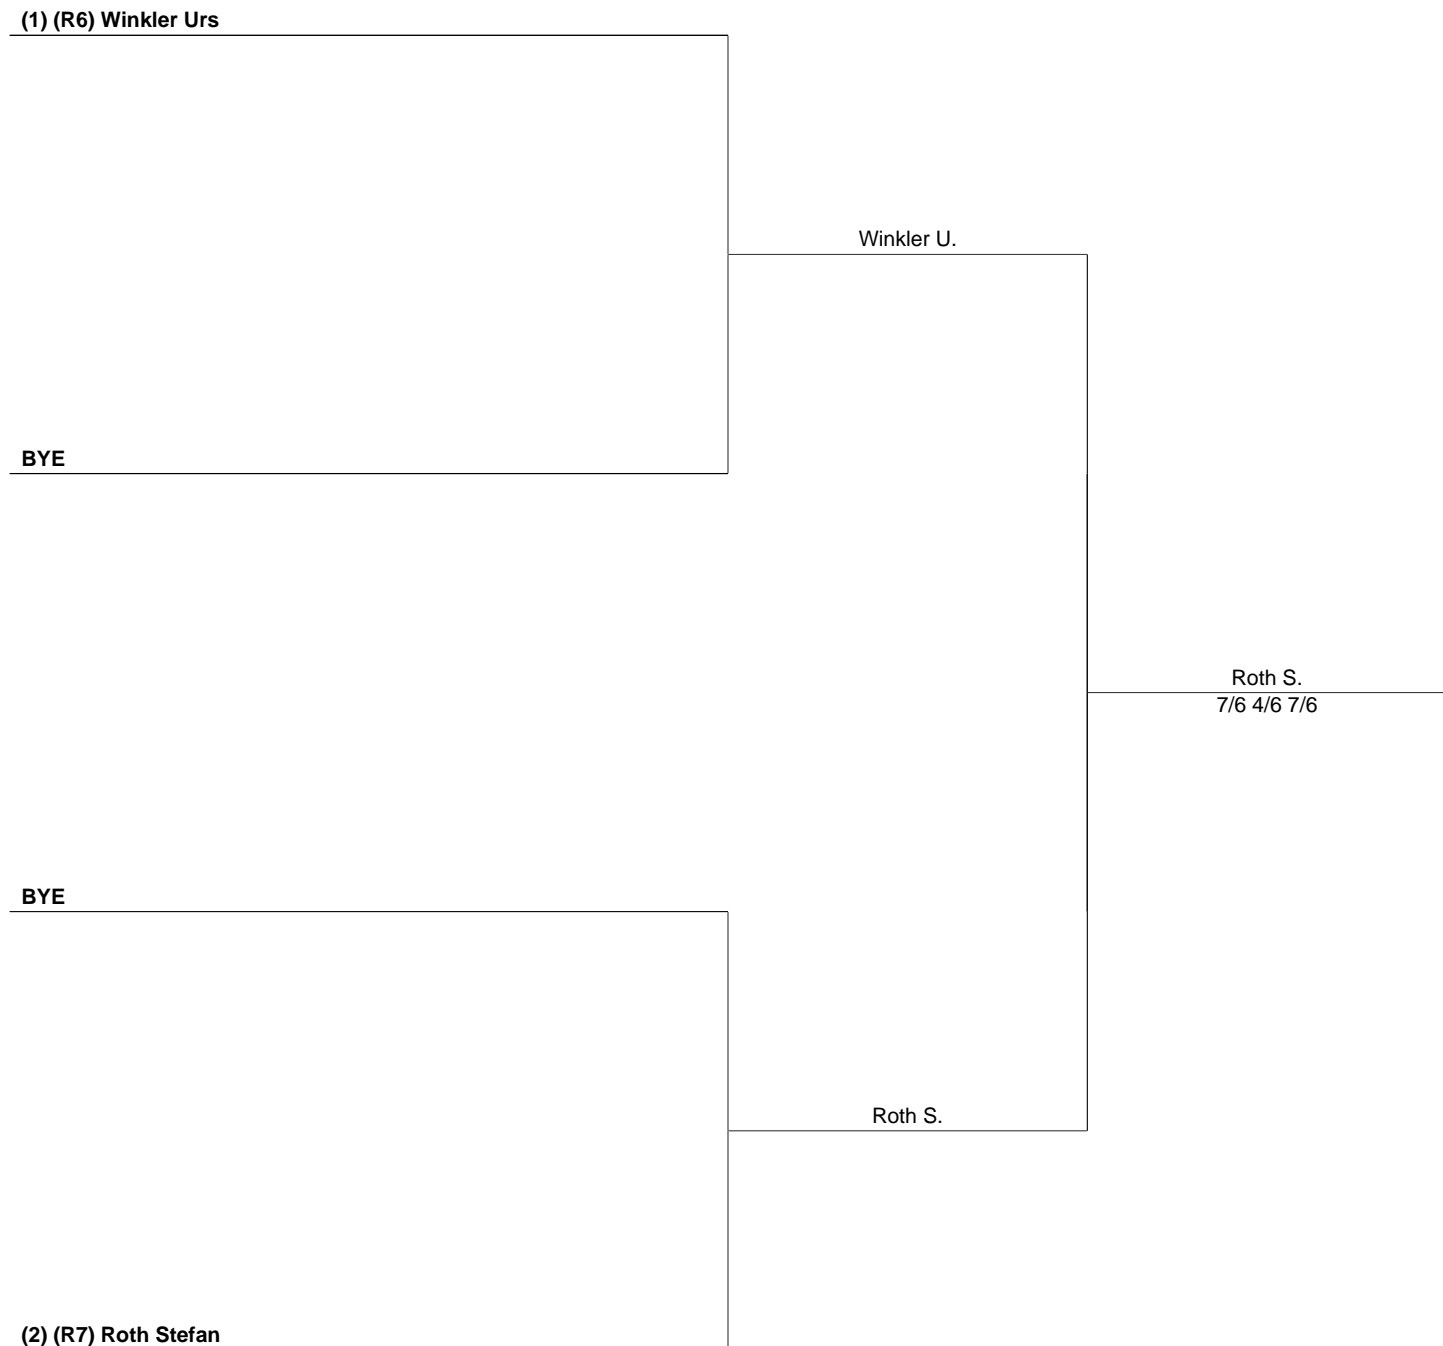 (1) (R6) Winkler Urs
Winkler U.
BYE
Roth S.
7/6 4/6 7/6
BYE
Roth S.
(2) (R7) Roth Stefan